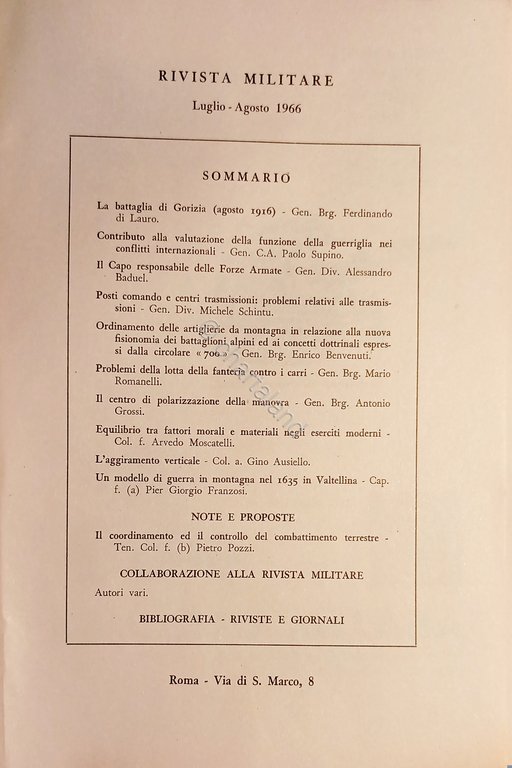 RIVISTA MILITARE
Luglio - Agosto 1966
SOMMARIO
La battaglia di Gorizia (agosto 1916) - Gen. Brg. Ferdinando
di Lauro.
Contributo alla valutazione della funzione della guerriglia nei
conflitti internazionali - Gen. C.A. Paolo Supino.
Il Capo responsabile delle Forze Armate - Gen. Div. Alessandro
Baduel.
Posti comando e centri trasmissioni: problemi relativi alle trasmis-
sioni - Gen. Div. Michele Schintu.
Ordinamento delle artiglierie da montagna in relazione alla nuova
fisionomia dei battaglioni alpini ed ai concetti dottrinali espres-
si dalla circolare « 700 » - Gen. Brg. Enrico Benvenuti.
Problemi della lotta della fanteria contro i carri - Gen. Brg. Mario
Romanelli.
Il centro di polarizzazione della manovra - Gen. Brg. Antonio
Grossi.
Equilibrio tra fattori morali e materiali negli eserciti moderni -
Col. f. Arvedo Moscatelli.
L'aggiramento verticale - Col. a. Gino Ausiello.
Un modello di guerra in montagna nel 1635 in Valtellina - Cap.
f. (a) Pier Giorgio Franzosi.
NOTE E PROPOSTE
Il coordinamento ed il controllo del combattimento terrestre -
Ten. Col. f. (b) Pietro Pozzi.
COLLABORAZIONE ALLA RIVISTA MILITARE
Autori vari.
BIBLIOGRAFIA - RIVISTE E GIORNALI
Roma - Via di S. Marco, 8